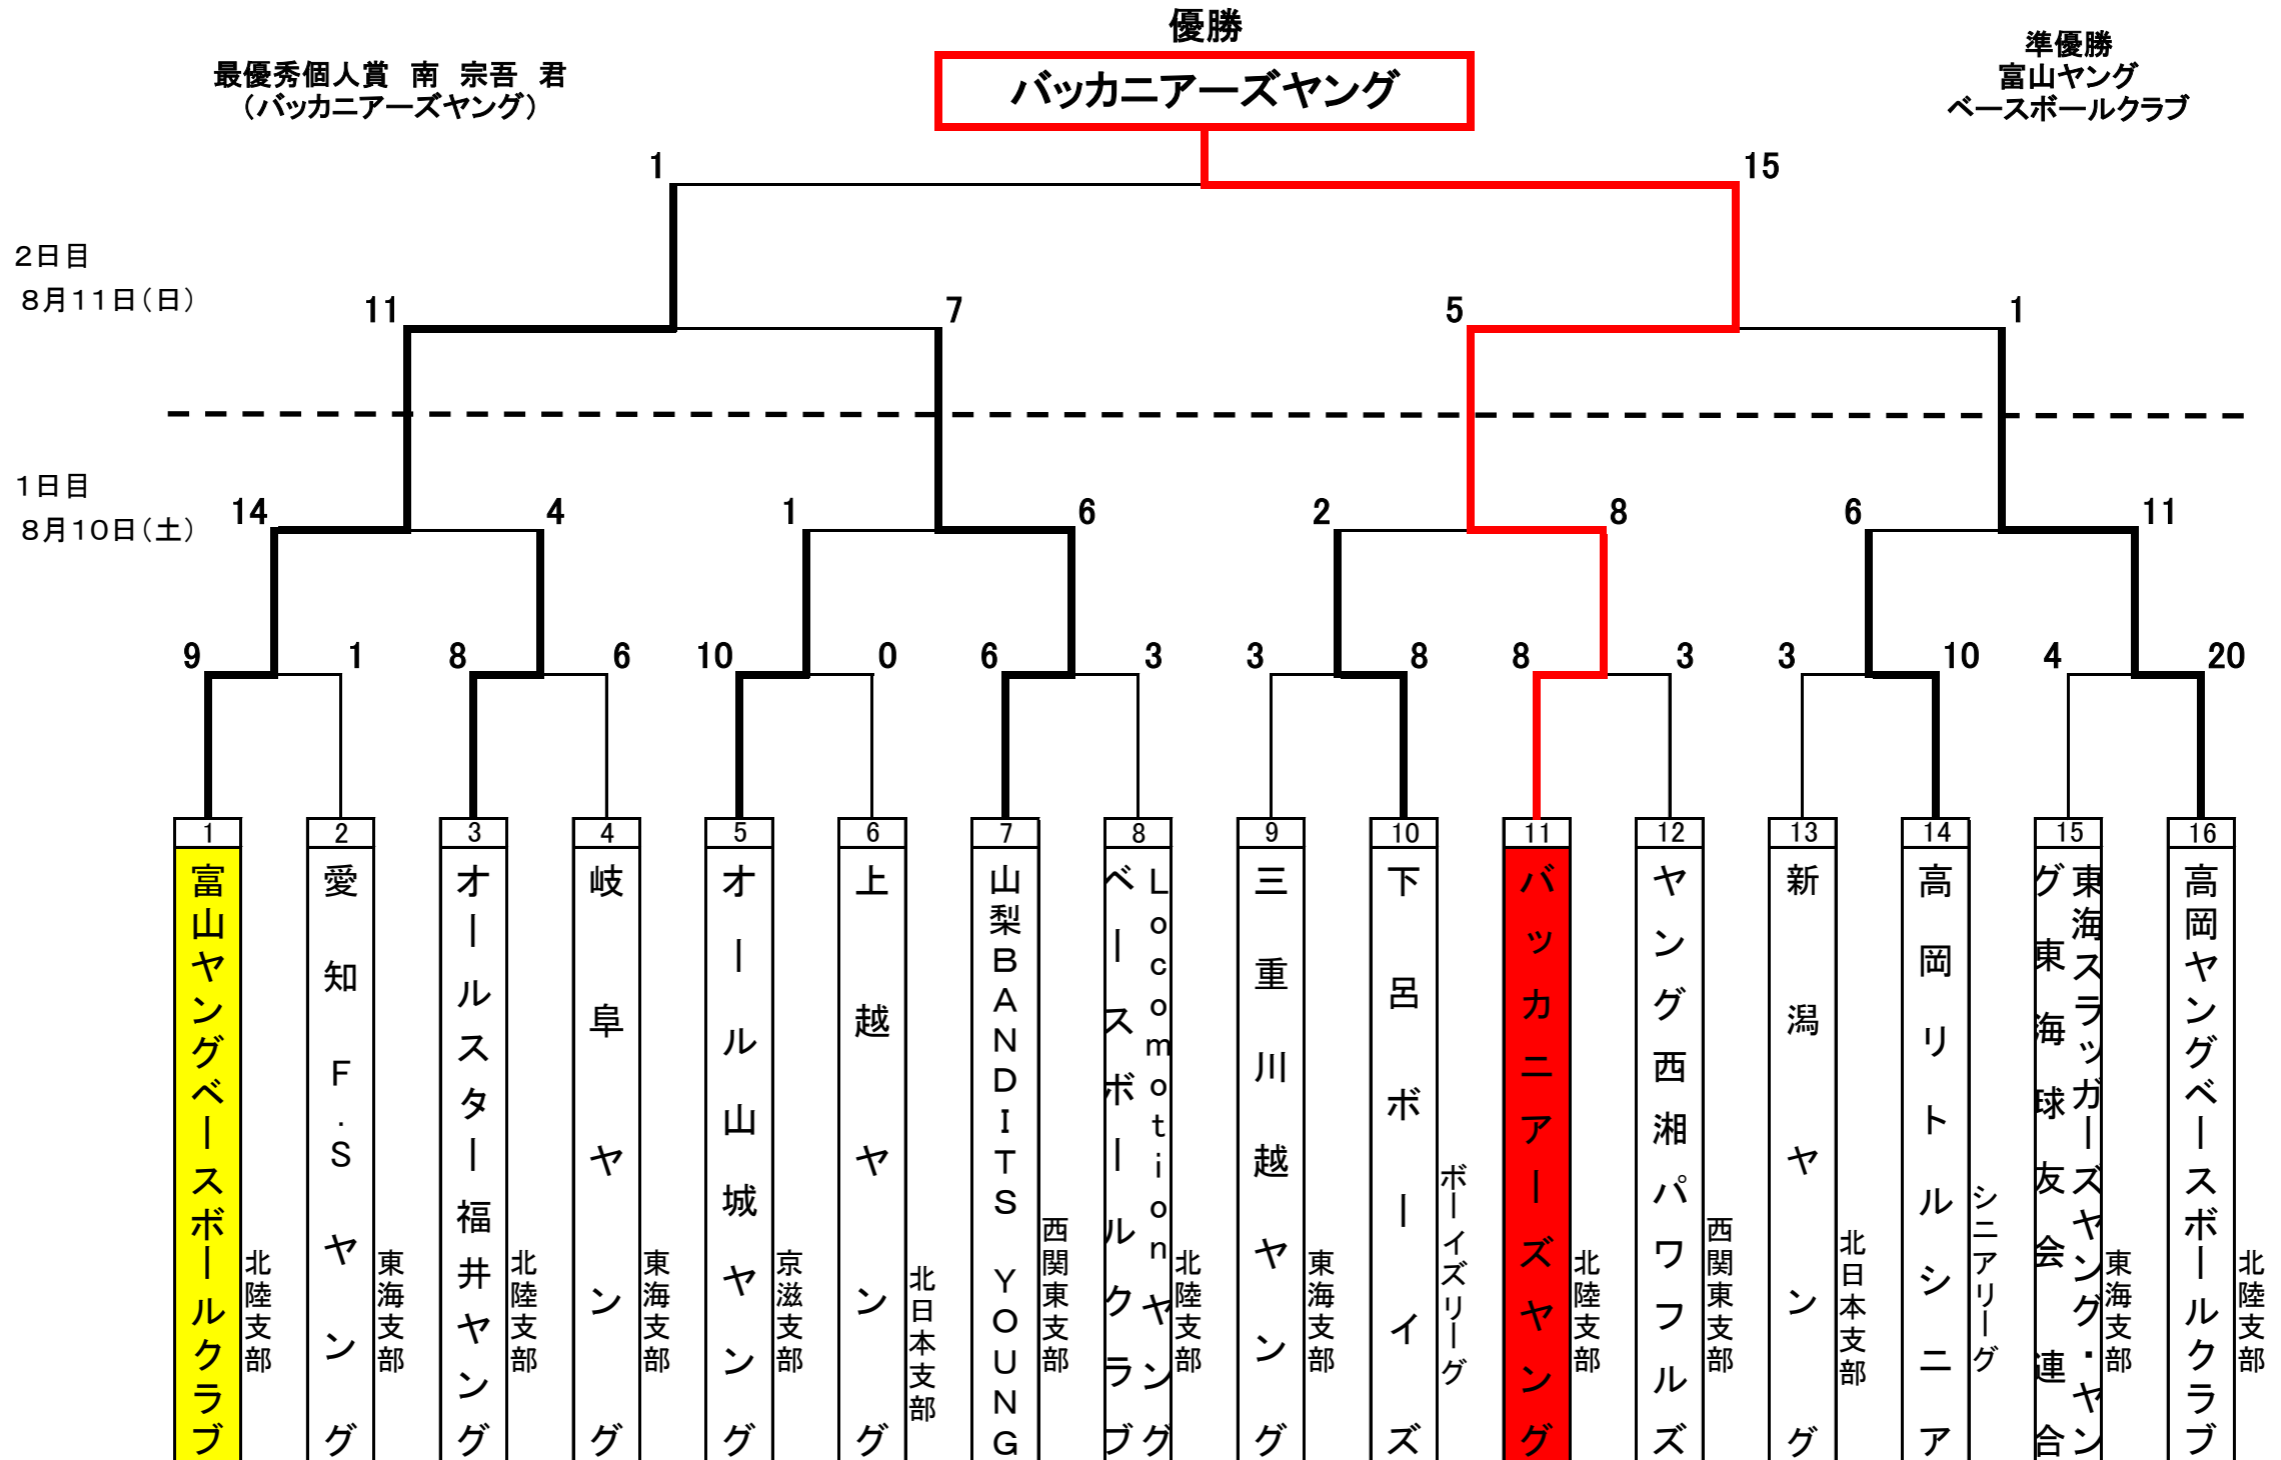 優勝
バッカニアーズヤング
最優秀個人賞　南　宗吾　君
（バッカニアーズヤング）
準優勝
富山ヤング
ベースボールクラブ
1
15
2日目
8月11日（日）
11
7
5
1
1日目
8月10日（土）
14
4
1
6
2
8
6
11
9
1
8
6
10
0
6
3
3
8
8
3
3
10
4
20
1
富山ヤングベースボールクラブ
北陸支部
2
愛知F.Sヤング
東海支部
3
オールスター福井ヤング
北陸支部
4
岐阜ヤング
東海支部
5
オール山城ヤング
京滋支部
6
上越ヤング
北日本支部
7
山梨BANDITS YOUNG
西関東支部
8
Locomotionヤング
ベースボールクラブ
北陸支部
9
三重川越ヤング
東海支部
10
下呂ボーイズ
ボーイズリーグ
11
バッカニアーズヤング
北陸支部
12
ヤング西湘パワフルズ
西関東支部
13
新潟ヤング
北日本支部
14
高岡リトルシニア
シニアリーグ
15
東海スラッガーズヤング・ヤン
グ東海球友会連合
東海支部
16
高岡ヤングベースボールクラブ
北陸支部